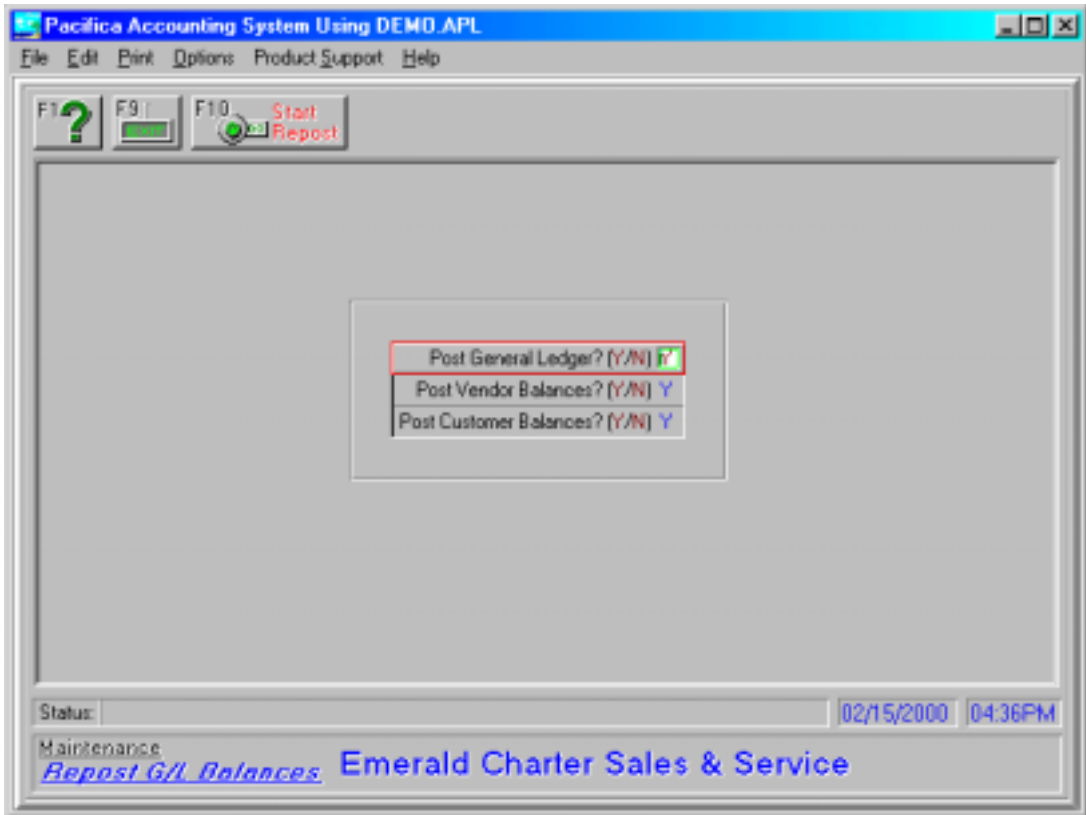 Pacifica Accounting System Using DEMO.APL
File Edit Print Options Product Support Help
F1 ? F9 EXIT F10 Start
Repost
Post General Ledger? (Y/N) Y
Post Vendor Balances? (Y/N) Y
Post Customer Balances? (Y/N) Y
Status: 02/15/2000 04:36PM
Maintenance
Repost G/L Balances Emerald Charter Sales & Service